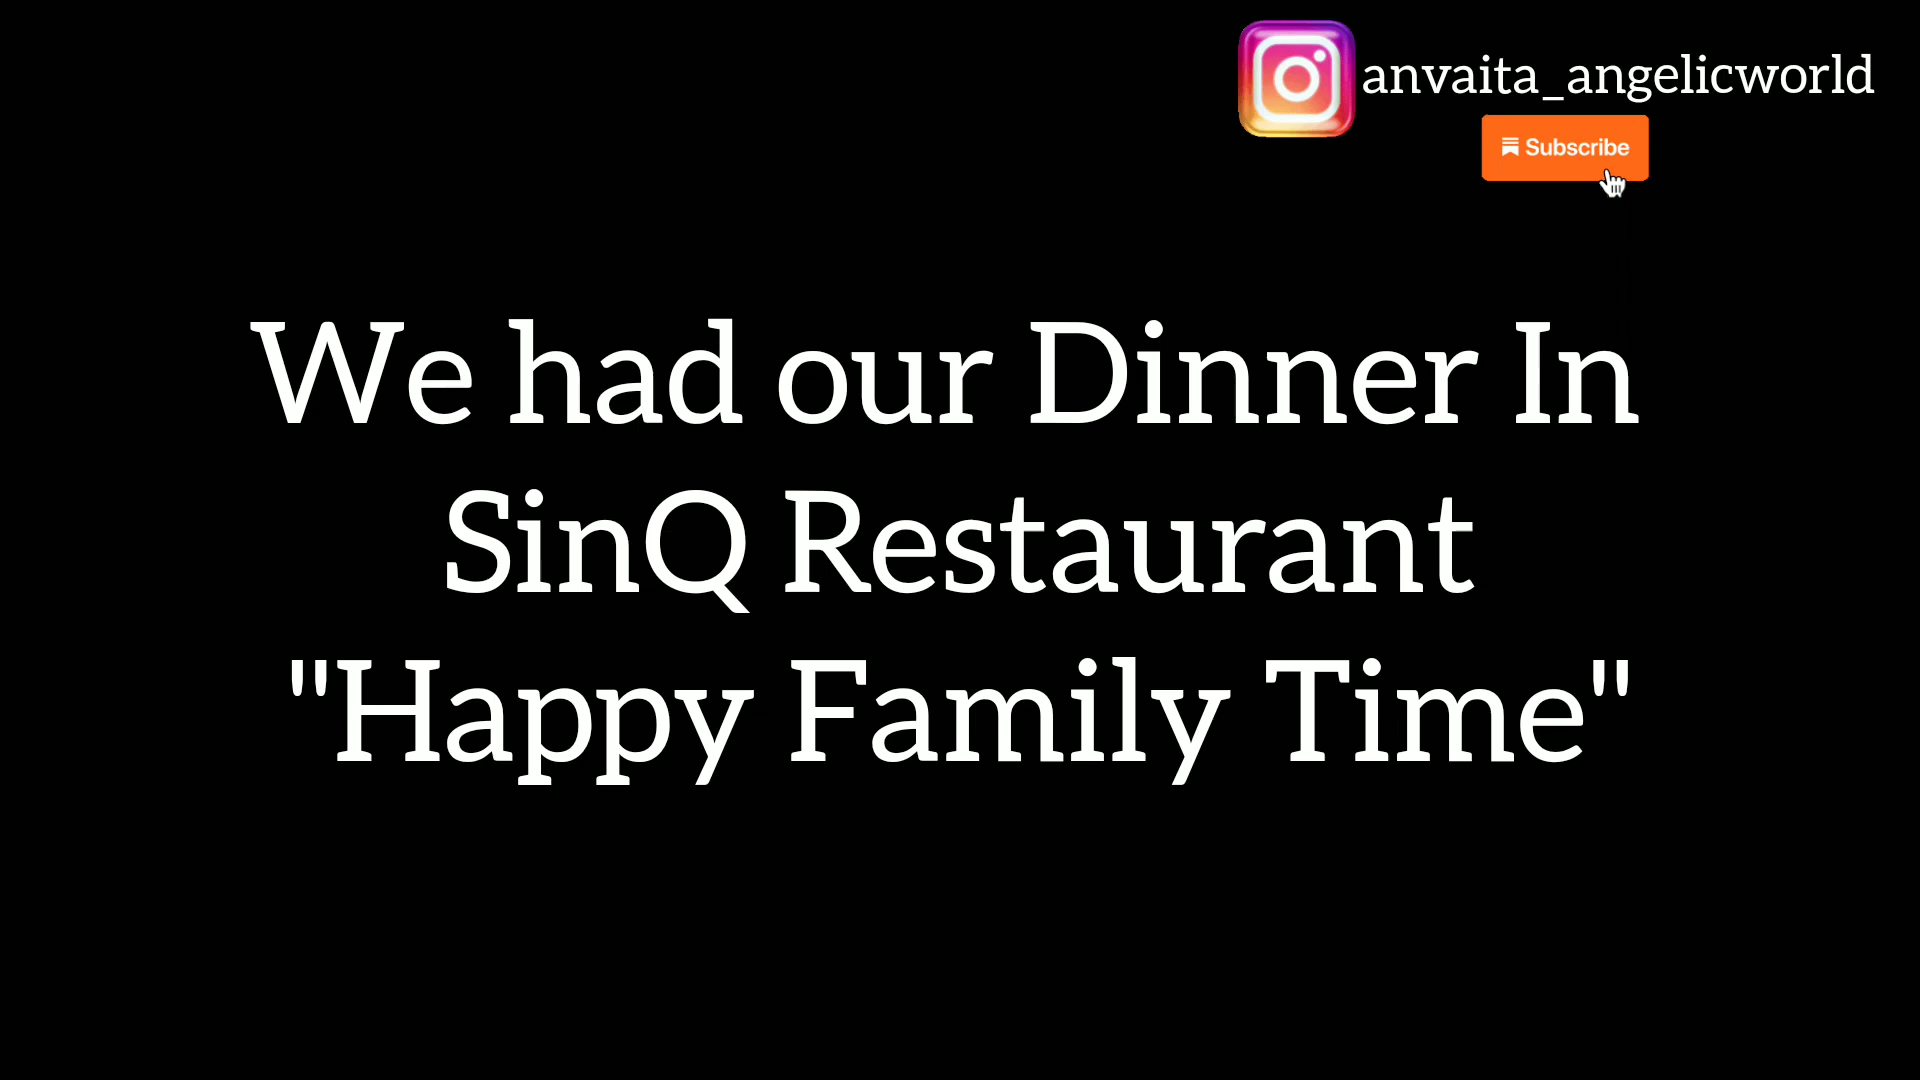 anvaita_angelicworld
Subscribe
We had our Dinner In
SinQ Restaurant
"Happy Family Time"